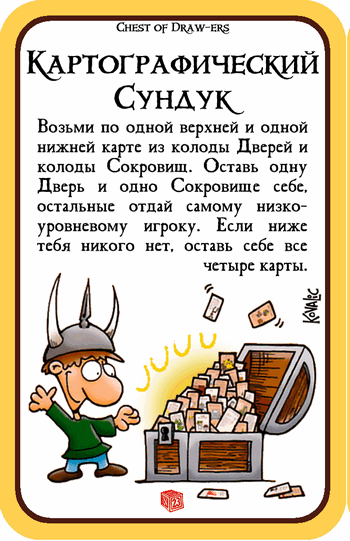 Chest of Draw-ers
Картографический
Сундук
Возьми по одной верхней и одной
нижней карте из колоды Дверей и
колоды Сокровищ. Оставь одну
Дверь и одно Сокровище себе,
остальные отдай самому низко-
уровневому игроку. Если ниже
тебя никого нет, оставь себе все
четыре карты.
Kovalic